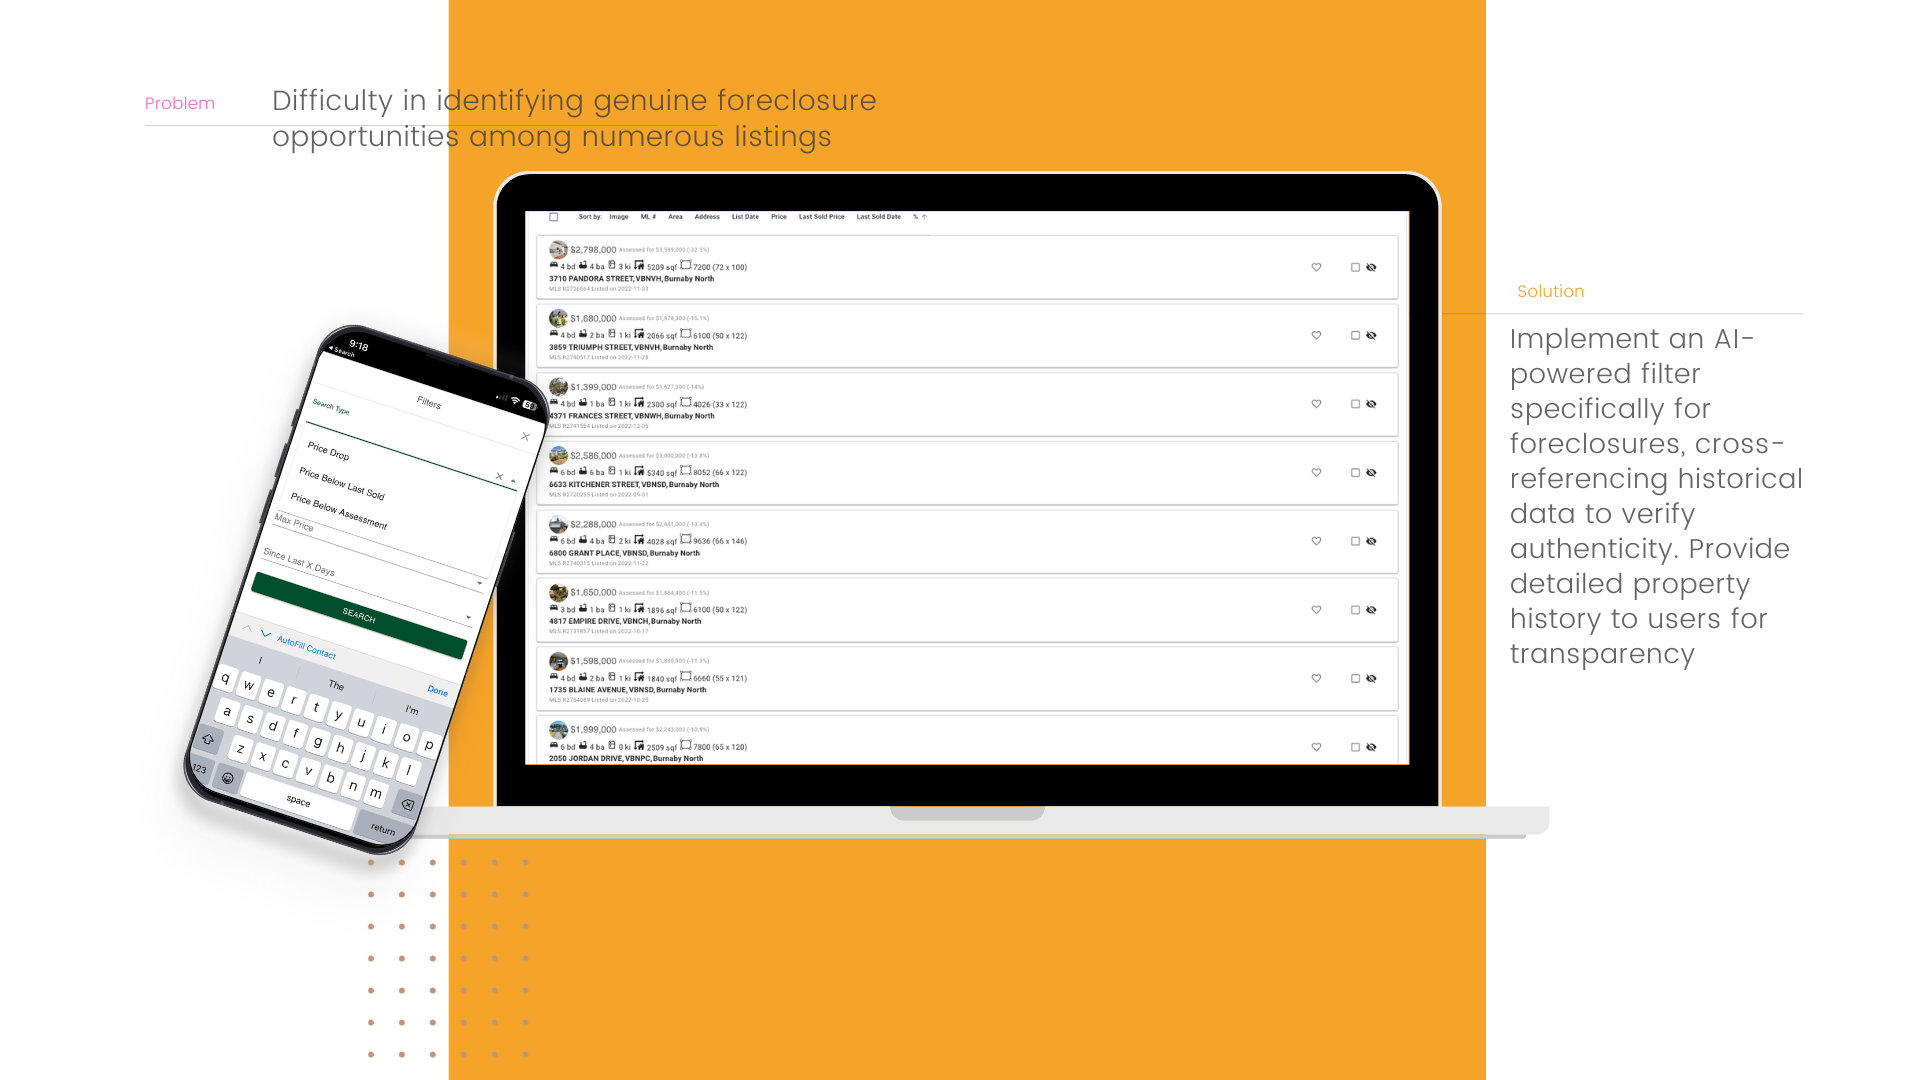 Problem
Difficulty in identifying genuine foreclosure
opportunities among numerous listings
Sort by: Image ML # Area Address List Date Price Last Sold Price Last Sold Date %
$2,798,000 Assessed for $3,599,000 (-22.3%)
4 bd 4 ba 3 ki 5209 sqf 7200 (72 x 100)
3710 PANDORA STREET, VBNVH, Burnaby North
MLS R2736664 Listed on 2022-11-03
$1,680,000 Assessed for $1,978,300 (-15.1%)
4 bd 2 ba 1 ki 2066 sqf 6100 (50 x 122)
3859 TRIUMPH STREET, VBNVH, Burnaby North
MLS R2740517 Listed on 2022-11-28
$1,399,000 Assessed for $1,627,300 (-14%)
4 bd 1 ba 1 ki 2300 sqf 4026 (33 x 122)
4371 FRANCES STREET, VBNWH, Burnaby North
MLS R2741554 Listed on 2022-12-05
$2,586,000 Assessed for $3,000,000 (-13.8%)
6 bd 6 ba 1 ki 5340 sqf 8052 (66 x 122)
6633 KITCHENER STREET, VBNSD, Burnaby North
MLS R2720255 Listed on 2022-09-01
$2,288,000 Assessed for $2,641,000 (-13.4%)
6 bd 4 ba 2 ki 4028 sqf 9636 (66 x 146)
6800 GRANT PLACE, VBNSD, Burnaby North
MLS R2740315 Listed on 2022-11-22
$1,650,000 Assessed for $1,864,400 (-11.5%)
3 bd 1 ba 1 ki 1896 sqf 6100 (50 x 122)
4817 EMPIRE DRIVE, VBNCH, Burnaby North
MLS R2731857 Listed on 2022-10-17
$1,598,000 Assessed for $1,800,900 (-11.3%)
4 bd 2 ba 1 ki 1840 sqf 6660 (55 x 121)
1735 BLAINE AVENUE, VBNSD, Burnaby North
MLS R2734089 Listed on 2022-10-25
$1,999,000 Assessed for $2,243,000 (-10.9%)
6 bd 4 ba 0 ki 2509 sqf 7800 (65 x 120)
2050 JORDAN DRIVE, VBNPC, Burnaby North
9:18
Search
58
Filters
Search Type
Price Drop
Price Below Last Sold
Price Below Assessment
Max Price
Since Last X Days
SEARCH
AutoFill Contact
Done
I The I'm
q w e r t y u i o p
a s d f g h j k l
z x c v b n m
123 space return
Solution
Implement an AI-
powered filter
specifically for
foreclosures, cross-
referencing historical
data to verify
authenticity. Provide
detailed property
history to users for
transparency